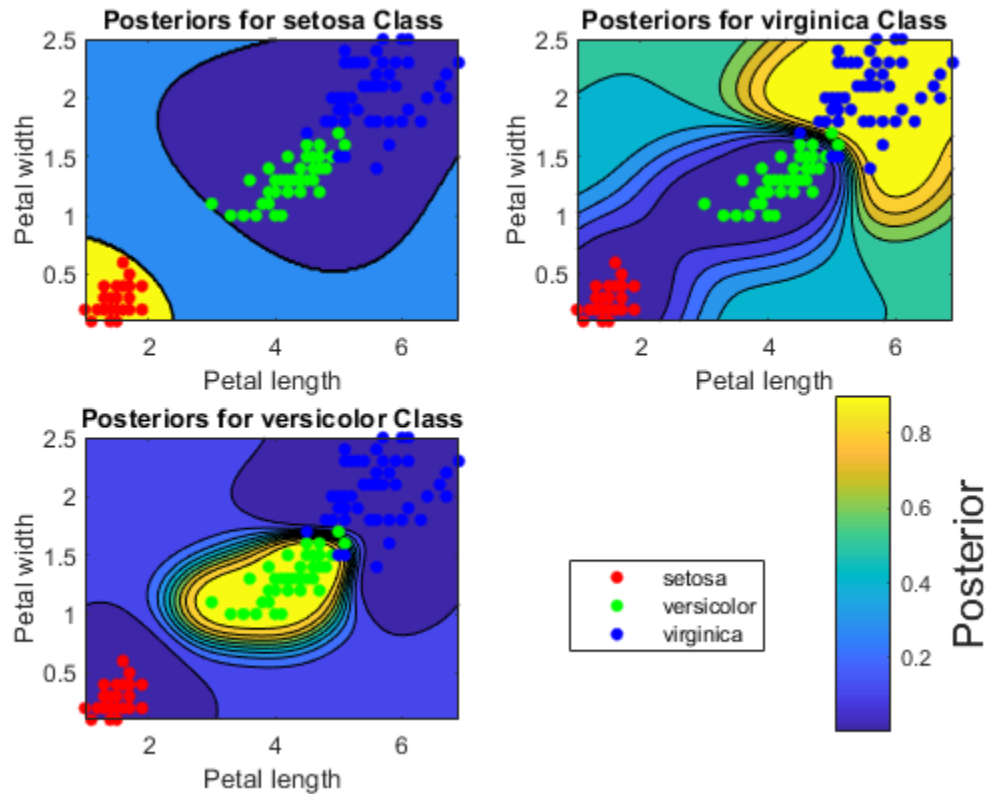 Posteriors for setosa Class
Petal width
2.5
2
1.5
1
0.5
2 4 6
Petal length
Posteriors for virginica Class
Petal width
2.5
2
1.5
1
0.5
2 4 6
Petal length
Posteriors for versicolor Class
Petal width
2.5
2
1.5
1
0.5
2 4 6
Petal length
setosa
versicolor
virginica
0.8
0.6
0.4
0.2
Posterior